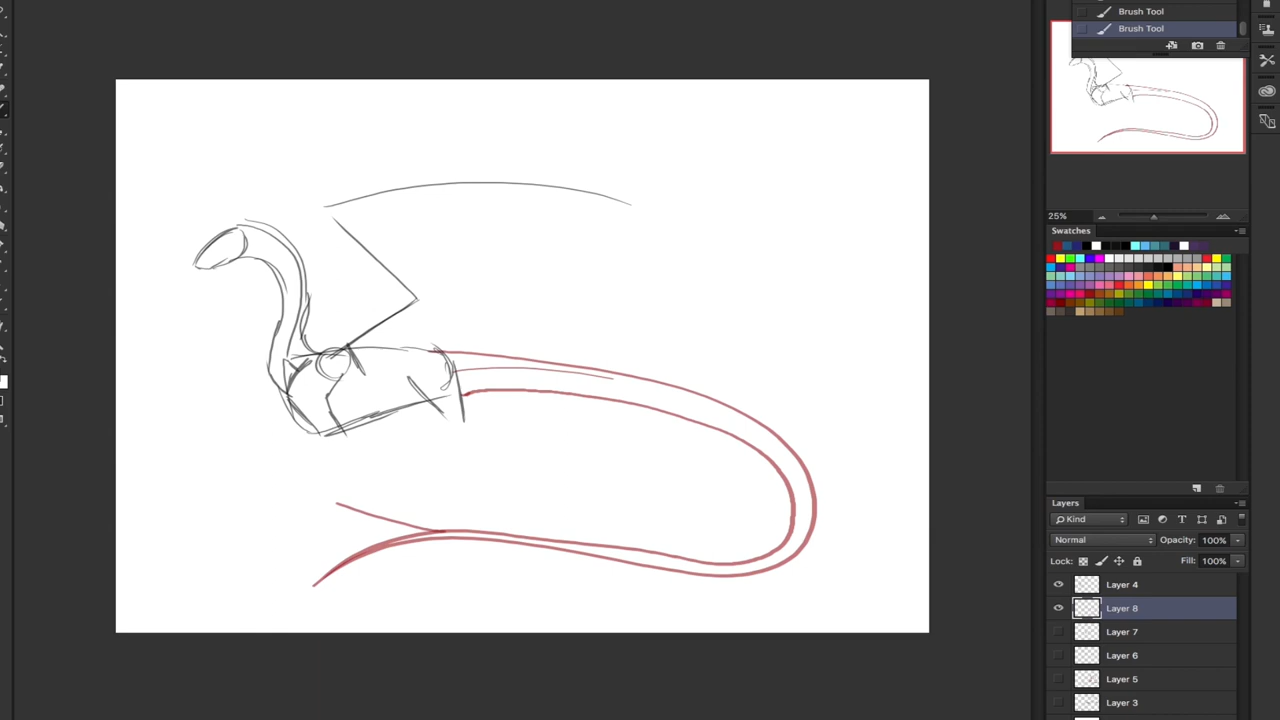 Brush Tool
Brush Tool
25%
Swatches
Layers
Kind
Normal
Opacity: 100%
Lock:
Fill: 100%
Layer 4
Layer 8
Layer 7
Layer 6
Layer 5
Layer 3